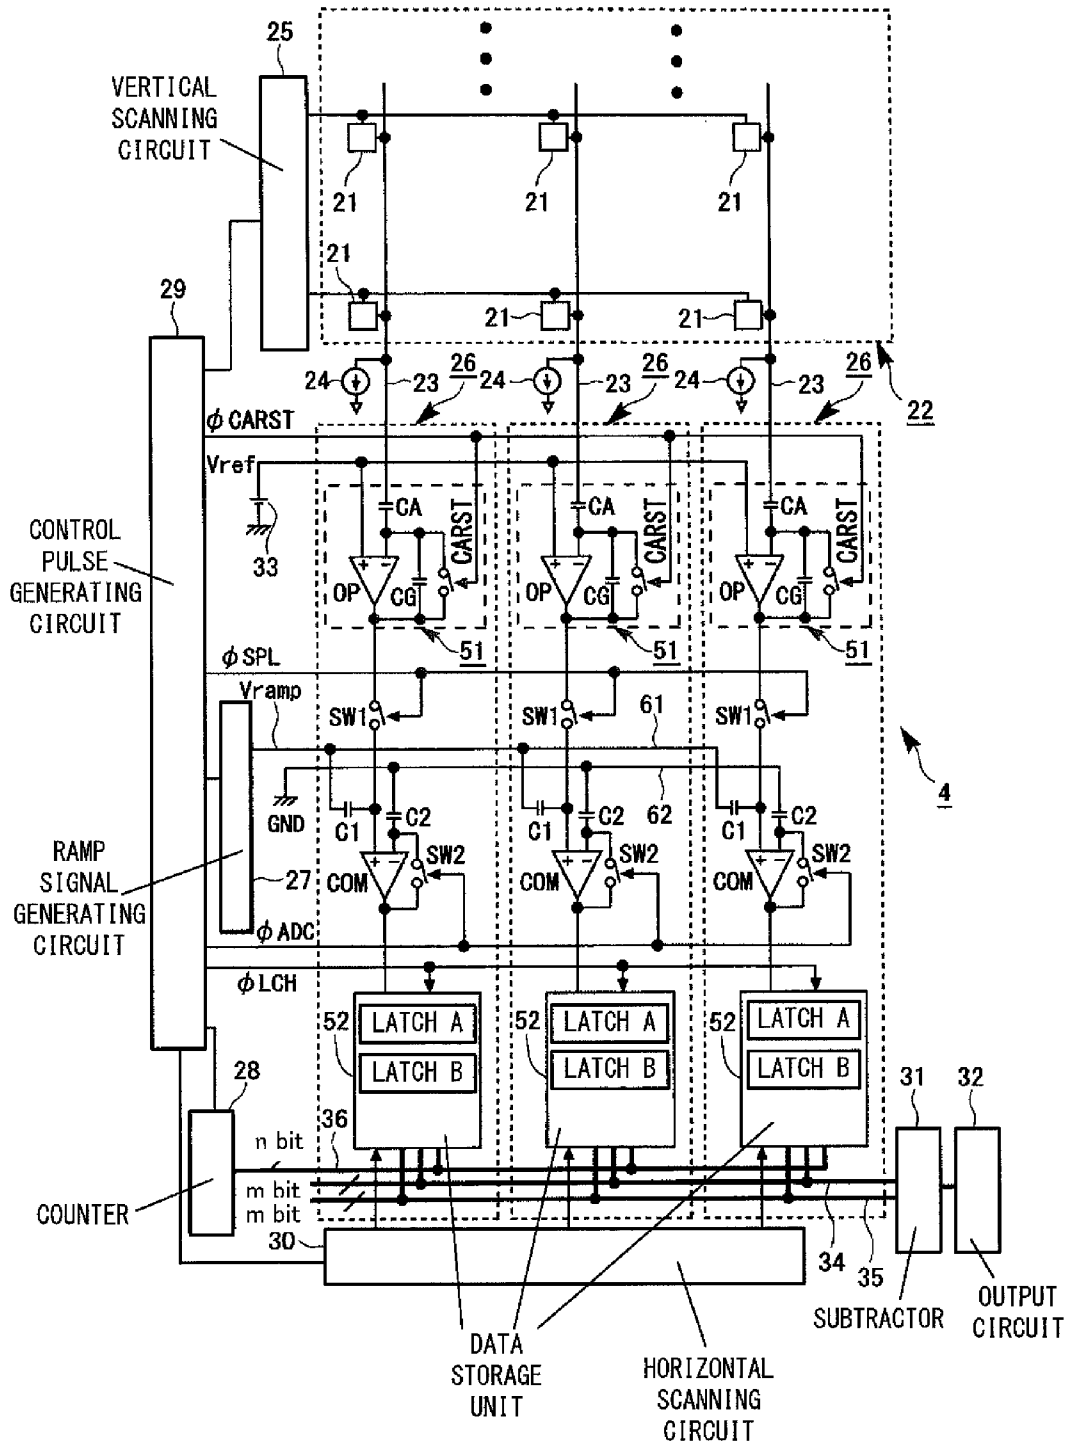 25
VERTICAL
SCANNING
CIRCUIT
21
21
21
21
21
21
29
24
23
26
24
23
26
24
23
26
22
φ CARST
Vref
33
CA
CARST
OP
CG
51
CA
CARST
OP
CG
51
CA
CARST
OP
CG
51
CONTROL
PULSE
GENERATING
CIRCUIT
φ SPL
Vramp
SW1
SW1
SW1
61
62
4
GND
C1
C2
C1
C2
C1
C2
COM
SW2
COM
SW2
COM
SW2
RAMP
SIGNAL
GENERATING
CIRCUIT
27
φ ADC
φ LCH
52
LATCH A
LATCH B
52
LATCH A
LATCH B
52
LATCH A
LATCH B
28
31
32
n bit
36
m bit
m bit
COUNTER
30
34
35
SUBTRACTOR
OUTPUT
CIRCUIT
DATA
STORAGE
UNIT
HORIZONTAL
SCANNING
CIRCUIT